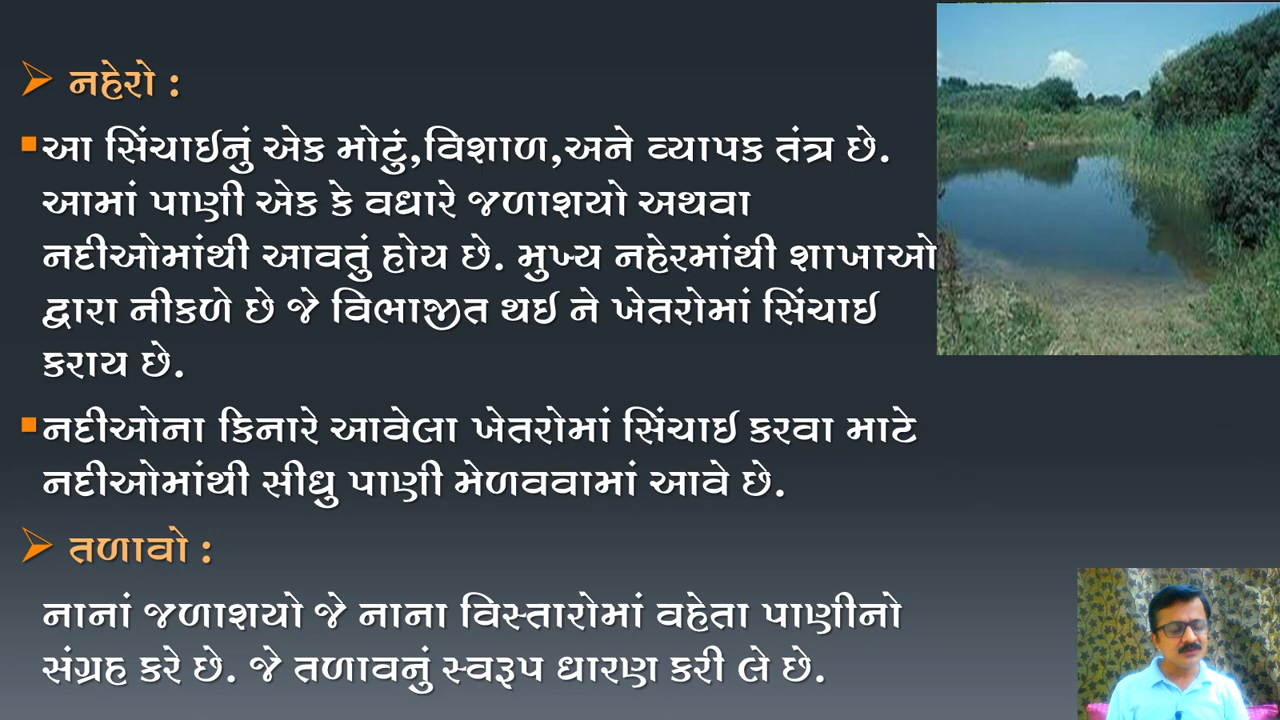 નહેરો :
આ સિંચાઈનું એક મોટું,વિશાળ,અને વ્યાપક તંત્ર છે.
આમાં પાણી એક કે વધારે જળાશયો અથવા
નદીઓમાંથી આવતું હોય છે. મુખ્ય નહેરમાંથી શાખાઓ
દ્વારા નીકળે છે જે વિભાજીત થઈ ને ખેતરોમાં સિંચાઈ
કરાય છે.
નદીઓના કિનારે આવેલા ખેતરોમાં સિંચાઈ કરવા માટે
નદીઓમાંથી સીધુ પાણી મેળવવામાં આવે છે.
તળાવો :
નાનાં જળાશયો જે નાના વિસ્તારોમાં વહેતા પાણીનો
સંગ્રહ કરે છે. જે તળાવનું સ્વરૂપ ધારણ કરી લે છે.